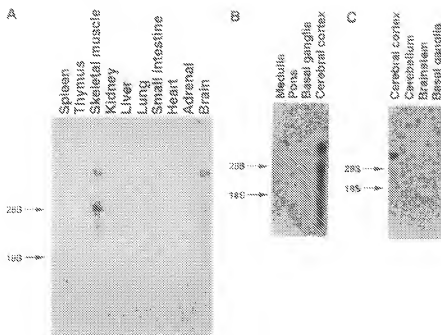 A
Spleen
Thymus
Skeletal muscle
Kidney
Liver
Lung
Small intestine
Heart
Adrenal
Brain
28S
18S
B
Medulla
Pons
Basal ganglia
Cerebral cortex
28S
18S
C
Cerebral cortex
Cerebellum
Brainstem
Basal ganglia
28S
18S